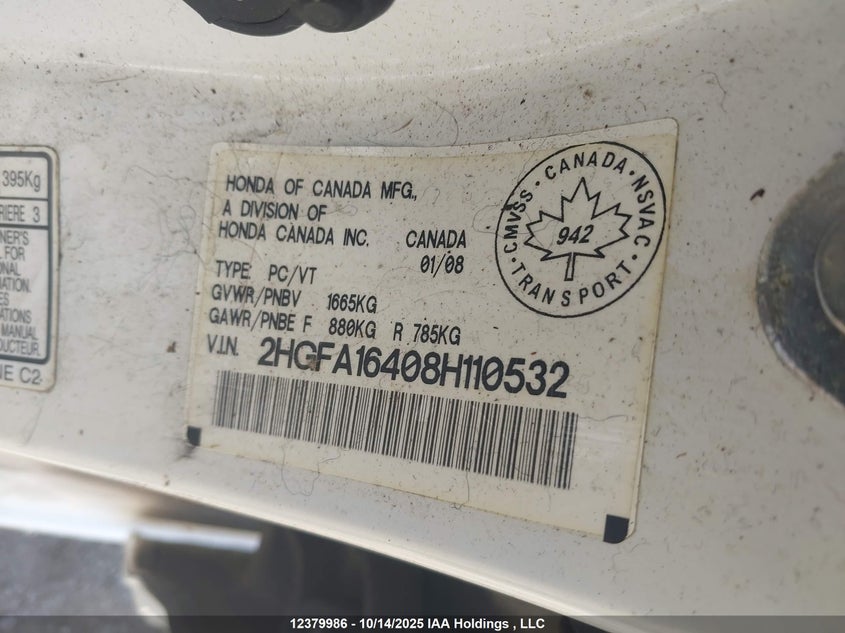 395Kg
RIERE 3
NER'S
L FOR
ONAL
MATION.
ES
ATIONS
MANUAL
DUCTEUR.
NE C2
HONDA OF CANADA MFG.,
A DIVISION OF
HONDA CANADA INC. CANADA
01/08
TYPE: PC/VT
GVWR/PNBV 1665KG
GAWR/PNBE F 880KG R 785KG
V.I.N. 2HGFA16408H110532
CMVSS · CANADA · NSVAC · TRANSPORT ·
942
12379986 - 10/14/2025 IAA Holdings , LLC